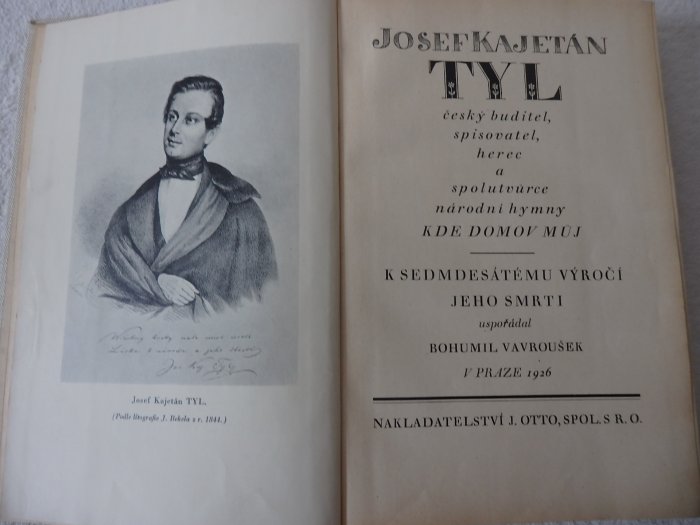 Josef Kajetán TYL.
(Podle litografie J. Bekela z r. 1844.)
JOSEF KAJETÁN
TYL
český buditel,
spisovatel,
herec
a
spolutvůrce
národní hymny
KDE DOMOV MŮJ
K SEDMDESÁTÉMU VÝROČÍ
JEHO SMRTI
uspořádal
BOHUMIL VAVROUŠEK
V PRAZE 1926
NAKLADATELSTVÍ J. OTTO, SPOL. S R. O.